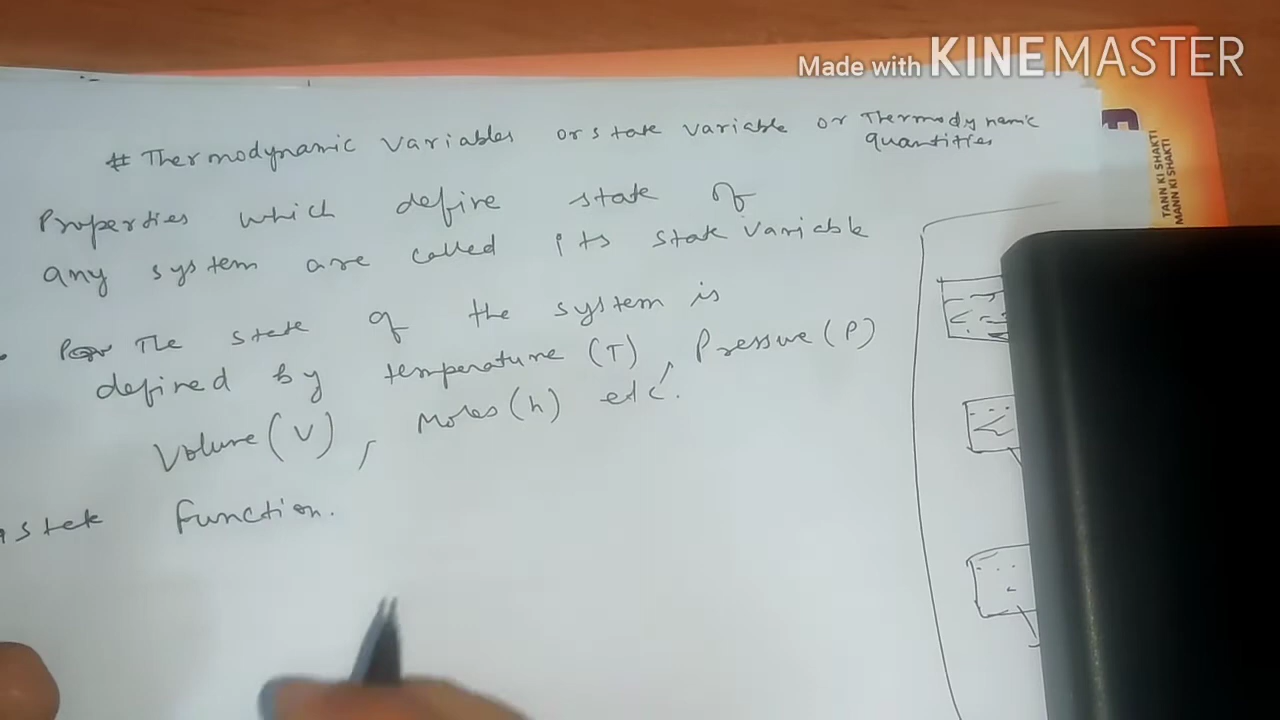 Made with KINEMASTER
# Thermodynamic Variables or state variable or Thermodynamic
quantities
Properties which define state of
any system are called its state variable
The state of the system is
defined by temperature (T), Pressure (P)
Volume (V), Moles (n) etc.
state function.
TANN KI SHAKTI
MANN KI SHAKTI